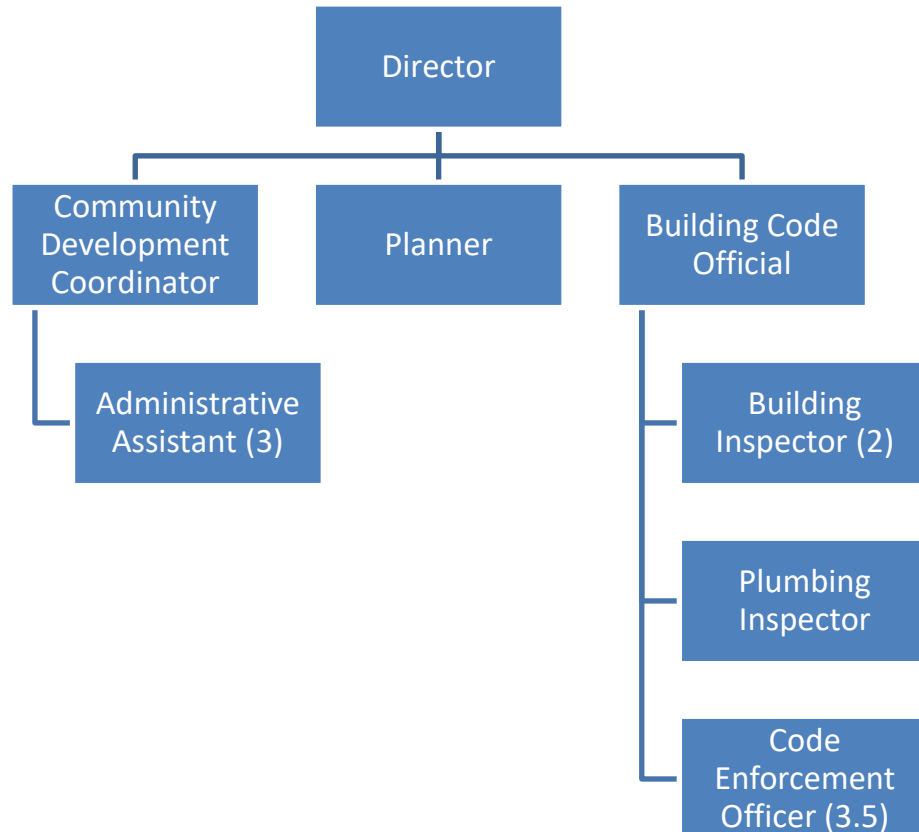 Director
Community
Development
Coordinator
Planner
Building Code
Official
Administrative
Assistant (3)
Building
Inspector (2)
Plumbing
Inspector
Code
Enforcement
Officer (3.5)